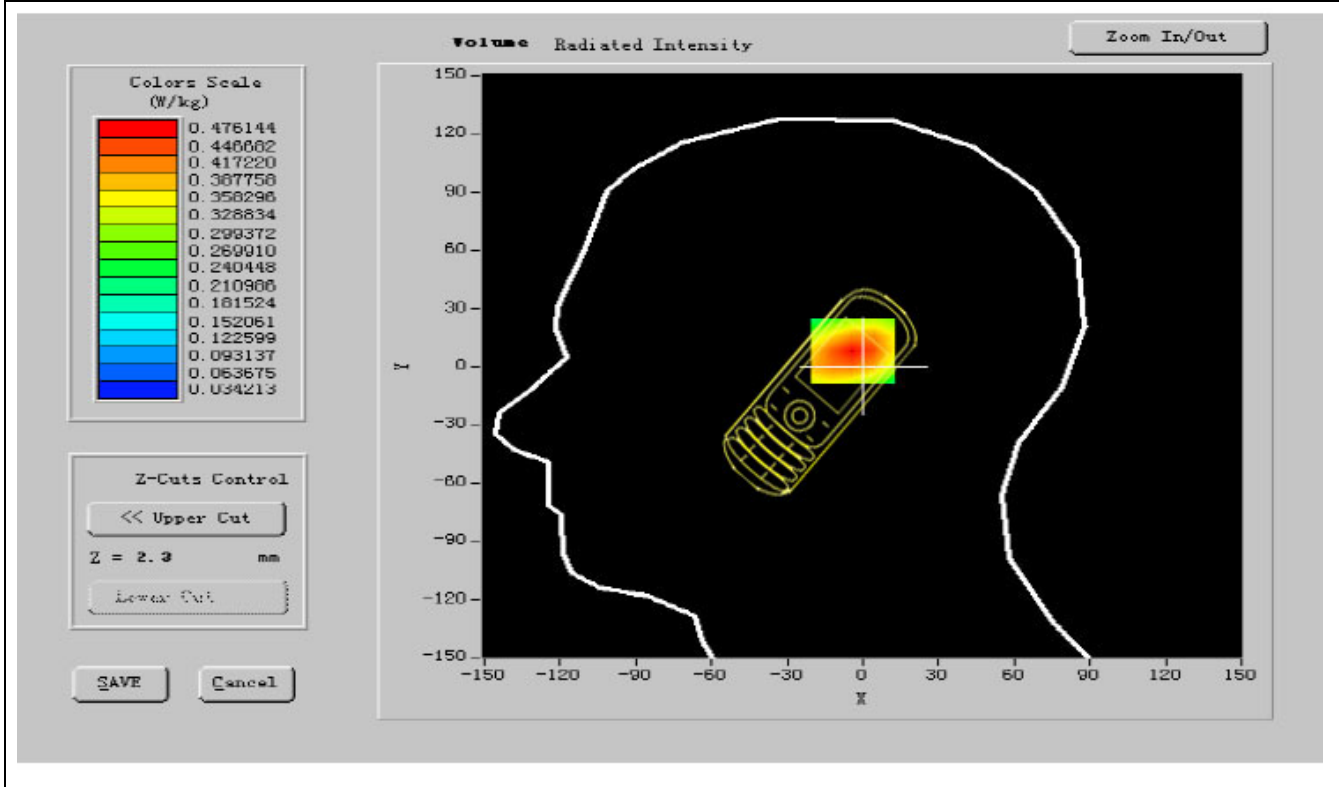 Volume Radiated Intensity
Zoom In/Out
Colors Scale
(W/kg)
0.476144
0.446682
0.417220
0.387758
0.358296
0.328834
0.299372
0.269910
0.240448
0.210986
0.181524
0.152061
0.122599
0.093137
0.063675
0.034213
Z-Cuts Control
<< Upper Cut
Z = 2.3 mm
Lower Cut
SAVE
Cancel
150
120
90
60
30
0
-30
-60
-90
-120
-150
Y
-150 -120 -90 -60 -30 0 30 60 90 120 150
X